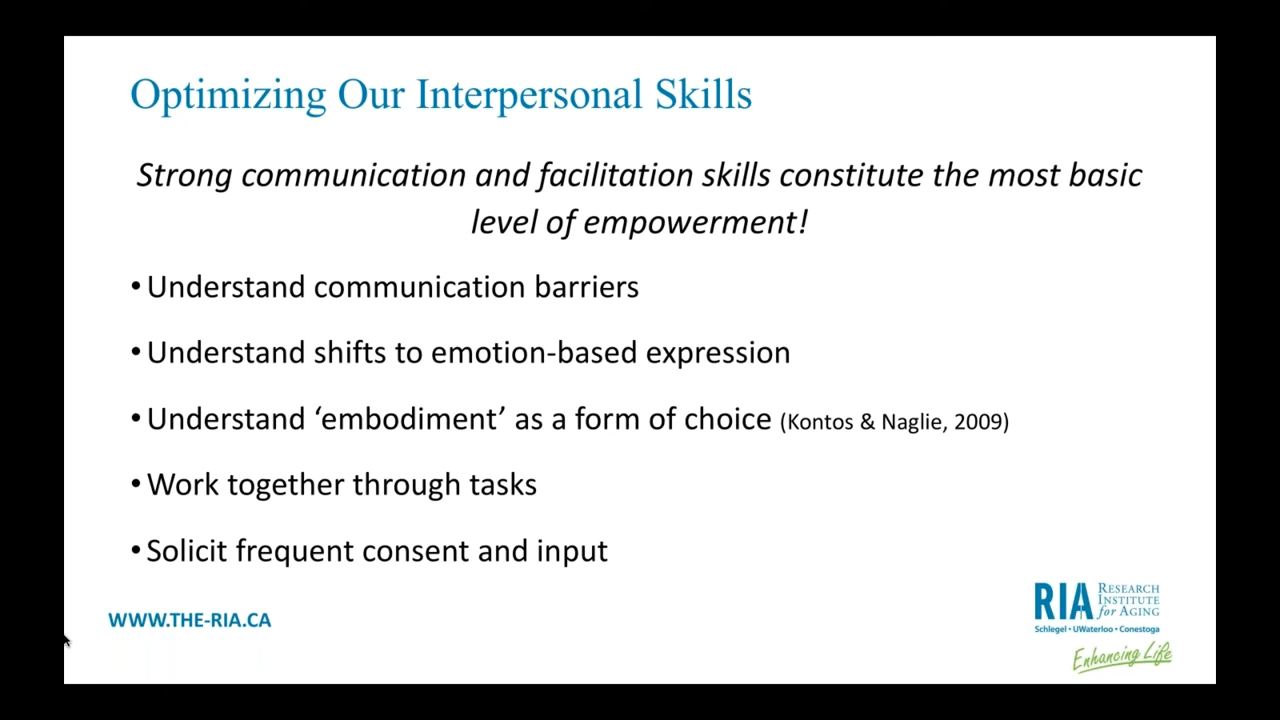 Optimizing Our Interpersonal Skills
Strong communication and facilitation skills constitute the most basic
level of empowerment!
• Understand communication barriers
• Understand shifts to emotion-based expression
• Understand ‘embodiment’ as a form of choice (Kontos & Naglie, 2009)
• Work together through tasks
• Solicit frequent consent and input
WWW.THE-RIA.CA
RIA RESEARCH
INSTITUTE
for AGING
Schlegel • UWaterloo • Conestoga
Enhancing Life